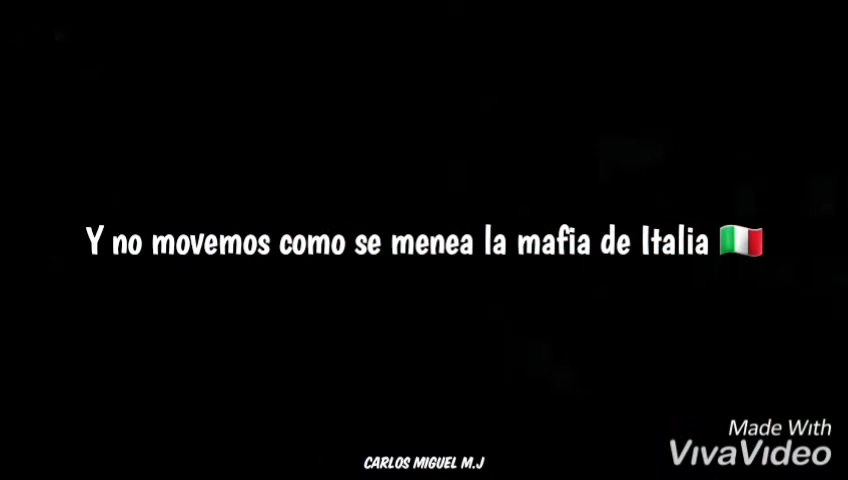 Y no movemos como se menea la mafia de Italia 🇮🇹
Made With
VivaVideo
CARLOS MIGUEL M.J